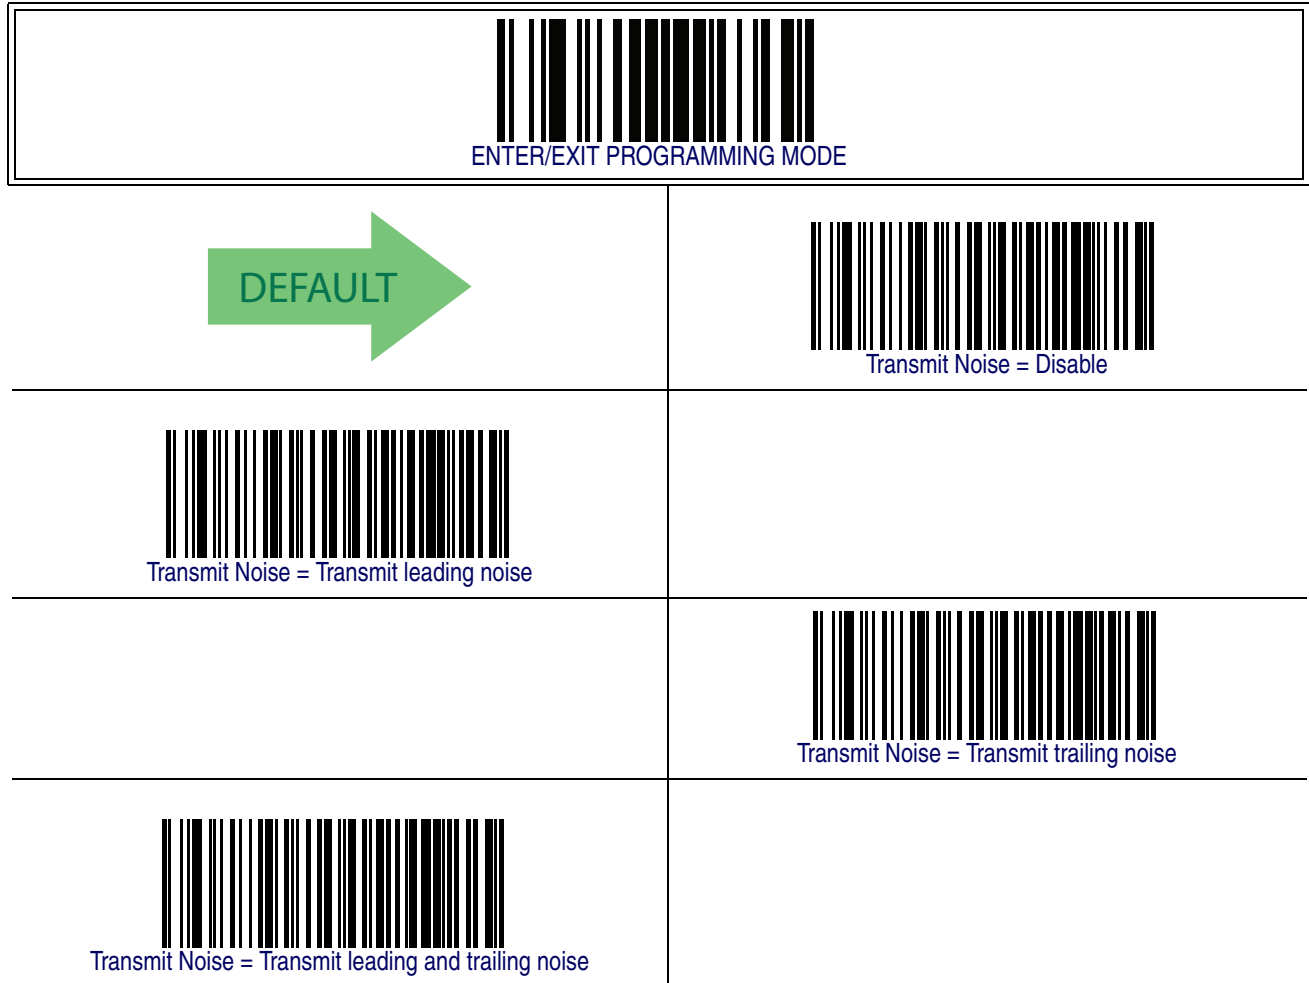 ENTER/EXIT PROGRAMMING MODE
DEFAULT
Transmit Noise = Disable
Transmit Noise = Transmit leading noise
Transmit Noise = Transmit trailing noise
Transmit Noise = Transmit leading and trailing noise